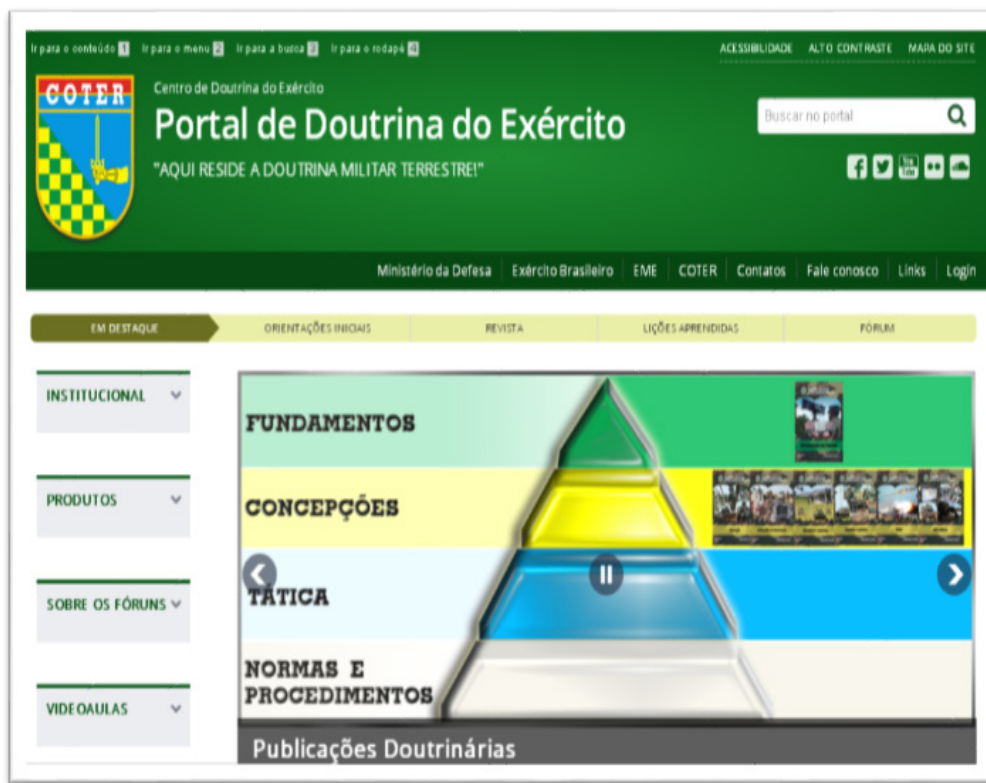 Ir para o conteúdo 1 Ir para o menu 2 Ir para a busca 3 Ir para o rodapé 4
ACESSIBILIDADE ALTO CONTRASTE MAPA DO SITE
COTER
Centro de Doutrina do Exército
Portal de Doutrina do Exército
"AQUI RESIDE A DOUTRINA MILITAR TERRESTRE!"
Buscar no portal
You Tube
Ministério da Defesa Exército Brasileiro EME COTER Contatos Fale conosco Links Login
EM DESTAQUE ORIENTAÇÕES INICIAIS REVISTA LIÇÕES APRENDIDAS FÓRUM
INSTITUCIONAL
PRODUTOS
SOBRE OS FÓRUNS
VIDEOAULAS
FUNDAMENTOS
CONCEPÇÕES
TÁTICA
NORMAS E
PROCEDIMENTOS
Publicações Doutrinárias